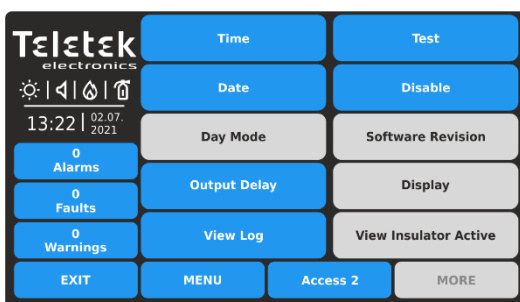 Teletek
electronics
13:22
02.07.
2021
0
Alarms
0
Faults
0
Warnings
Time
Test
Date
Disable
Day Mode
Software Revision
Output Delay
Display
View Log
View Insulator Active
EXIT
MENU
Access 2
MORE